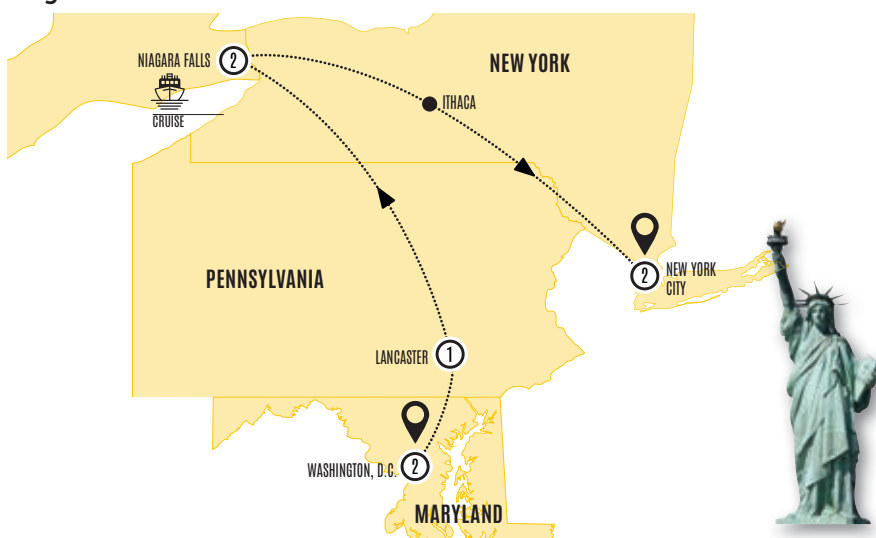 NIAGARA FALLS
2
NEW YORK
CRUISE
ITHACA
PENNSYLVANIA
2
NEW YORK
CITY
LANCASTER
1
WASHINGTON, D.C.
2
MARYLAND